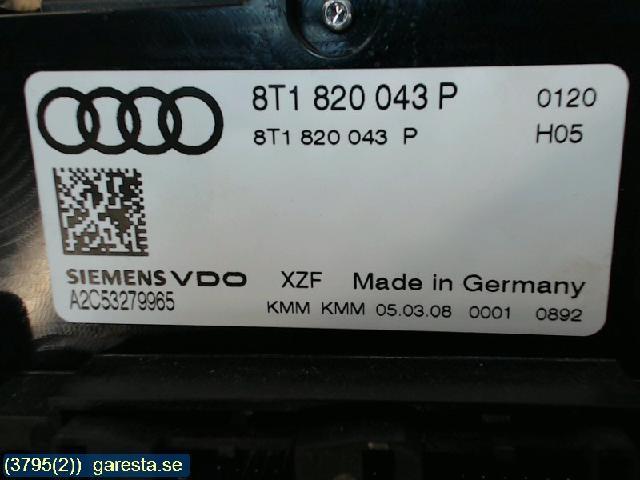 8T1 820 043 P 0120
8T1 820 043 P H05
SIEMENS VDO XZF Made in Germany
A2C53279965 KMM KMM 05.03.08 0001 0892
(3795(2)) garesta.se